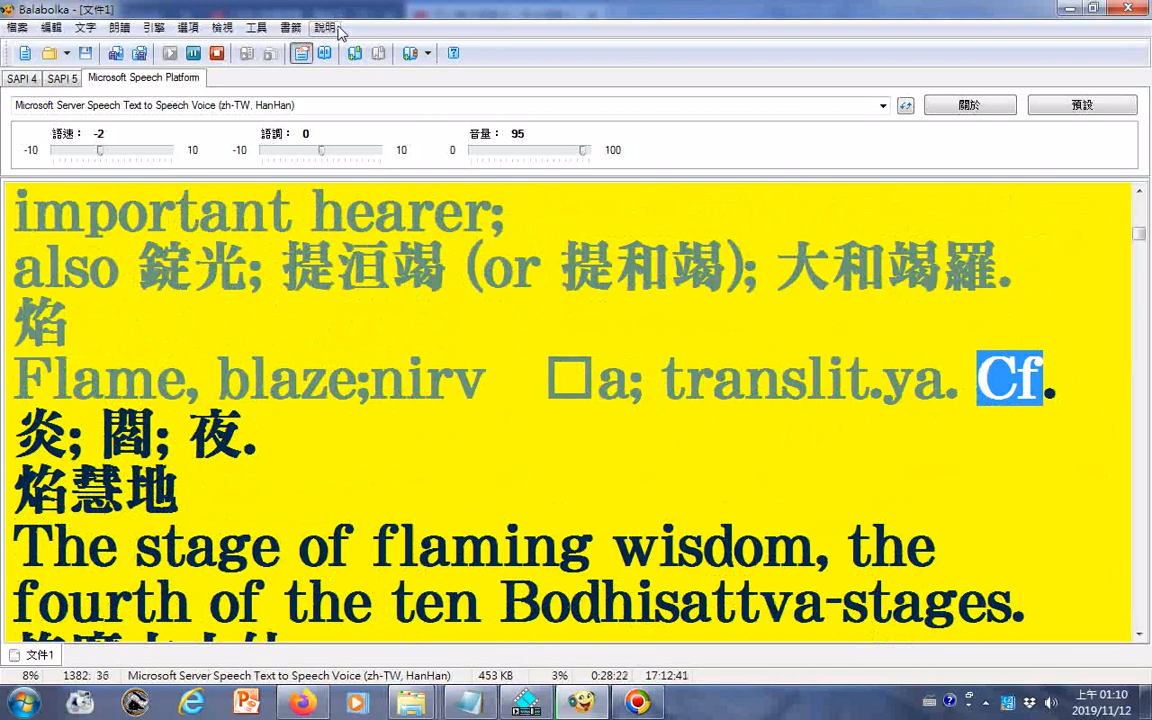 Balabolka - [文件1]
檔案 編輯 文字 朗讀 引擎 選項 檢視 工具 書籤 說明
SAPI 4 SAPI 5 Microsoft Speech Platform
Microsoft Server Speech Text to Speech Voice (zh-TW, HanHan) 關於 預設
語速： -2 語調： 0 音量： 95
-10 10 -10 10 0 100
important hearer;
also 錠光; 提洹竭 (or 提和竭); 大和竭羅.
焰
Flame, blaze;nirv □a; translit.ya. Cf.
炎; 閻; 夜.
焰慧地
The stage of flaming wisdom, the
fourth of the ten Bodhisattva-stages.
文件1
8% 1382: 36 Microsoft Server Speech Text to Speech Voice (zh-TW, HanHan) 453 KB 3% 0:28:22 17:12:41
上午 01:10
2019/11/12